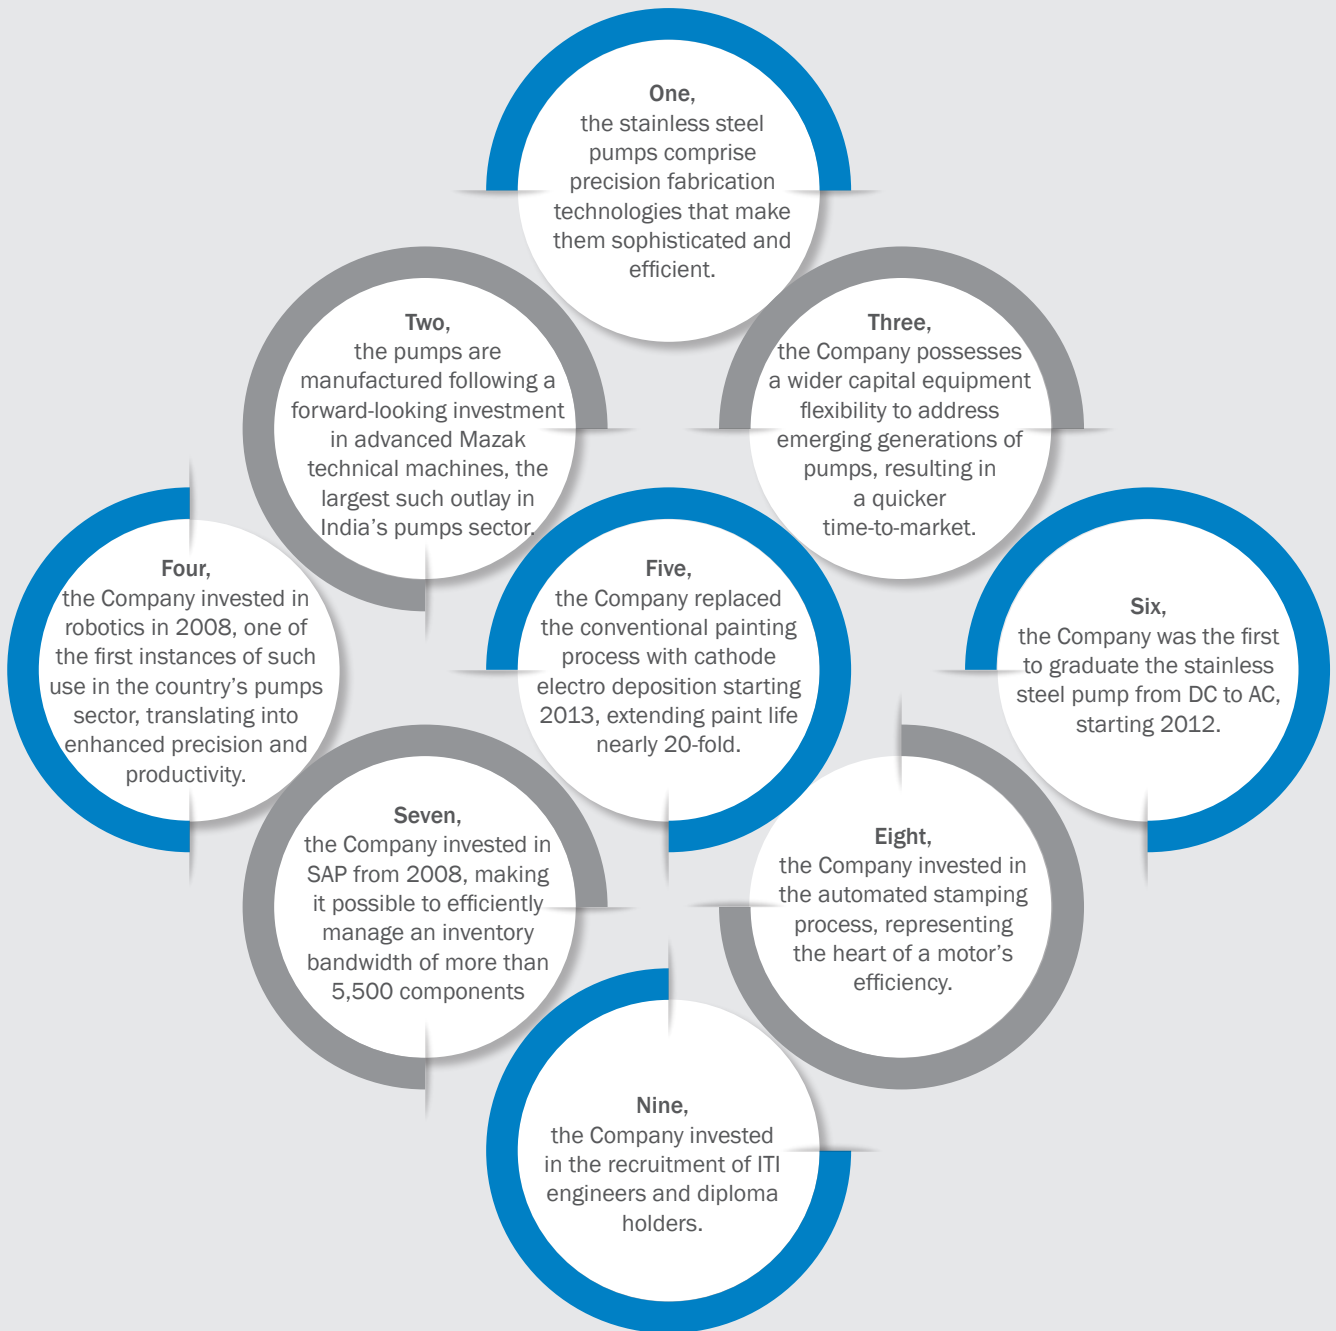 One,
the stainless steel
pumps comprise
precision fabrication
technologies that make
them sophisticated and
efficient.
Two,
the pumps are
manufactured following a
forward-looking investment
in advanced Mazak
technical machines, the
largest such outlay in
India's pumps sector.
Three,
the Company possesses
a wider capital equipment
flexibility to address
emerging generations of
pumps, resulting in
a quicker
time-to-market.
Four,
the Company invested in
robotics in 2008, one of
the first instances of such
use in the country's pumps
sector, translating into
enhanced precision and
productivity.
Five,
the Company replaced
the conventional painting
process with cathode
electro deposition starting
2013, extending paint life
nearly 20-fold.
Six,
the Company was the first
to graduate the stainless
steel pump from DC to AC,
starting 2012.
Seven,
the Company invested in
SAP from 2008, making
it possible to efficiently
manage an inventory
bandwidth of more than
5,500 components
Eight,
the Company invested in
the automated stamping
process, representing
the heart of a motor's
efficiency.
Nine,
the Company invested
in the recruitment of ITI
engineers and diploma
holders.